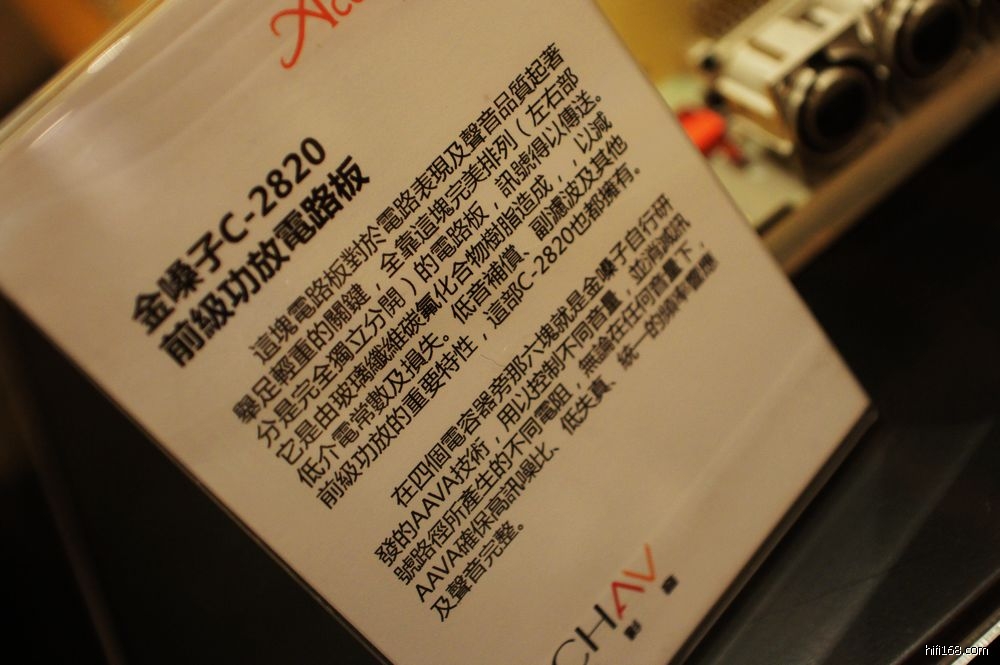 Accu
金嗓子C-2820
前級功放電路板
這塊電路板對於電路表現及聲音品質起著
舉足輕重的關鍵，全靠這塊完美排列（左右部
分是完全獨立分開）的電路板，訊號得以傳送。
它是由玻璃纖維碳氟化合物樹脂造成，，以減
低介電常數及損失。低音補償、副濾波及其他
前級功放的重要特性，這部C-2820也都擁有。
在四個電容器旁那六塊就是金嗓子自行研
發的AAVA技術，用以控制不同音量，並消減訊
號路徑所產生的不同電阻，無論在任何音量下，
AAVA確保高訊噪比、低失真、統一的頻率響應
及聲音完整。
CHAV
hifi168.com